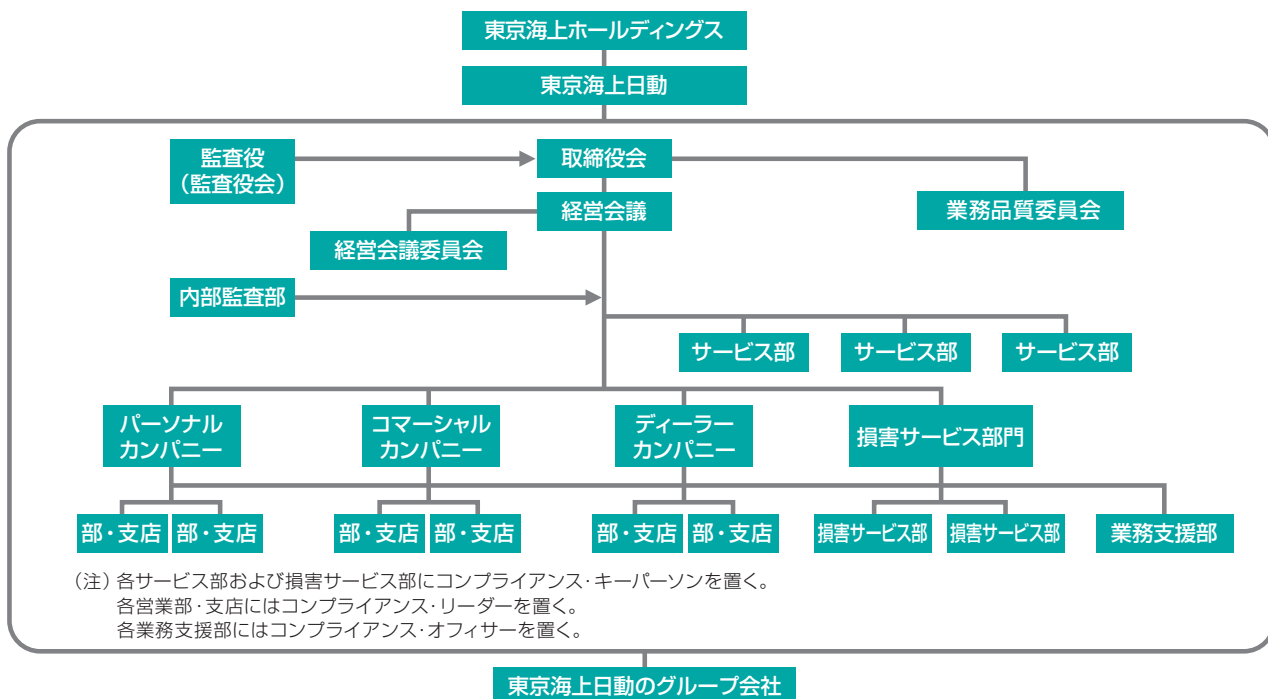 東京海上ホールディングス
東京海上日動
監査役
（監査役会）
取締役会
経営会議
業務品質委員会
経営会議委員会
内部監査部
サービス部
サービス部
サービス部
パーソナル
カンパニー
コマーシャル
カンパニー
ディーラー
カンパニー
損害サービス部門
部・支店
部・支店
部・支店
部・支店
部・支店
部・支店
損害サービス部
損害サービス部
業務支援部
（注）各サービス部および損害サービス部にコンプライアンス・キーパーソンを置く。
各営業部・支店にはコンプライアンス・リーダーを置く。
各業務支援部にはコンプライアンス・オフィサーを置く。
東京海上日動のグループ会社